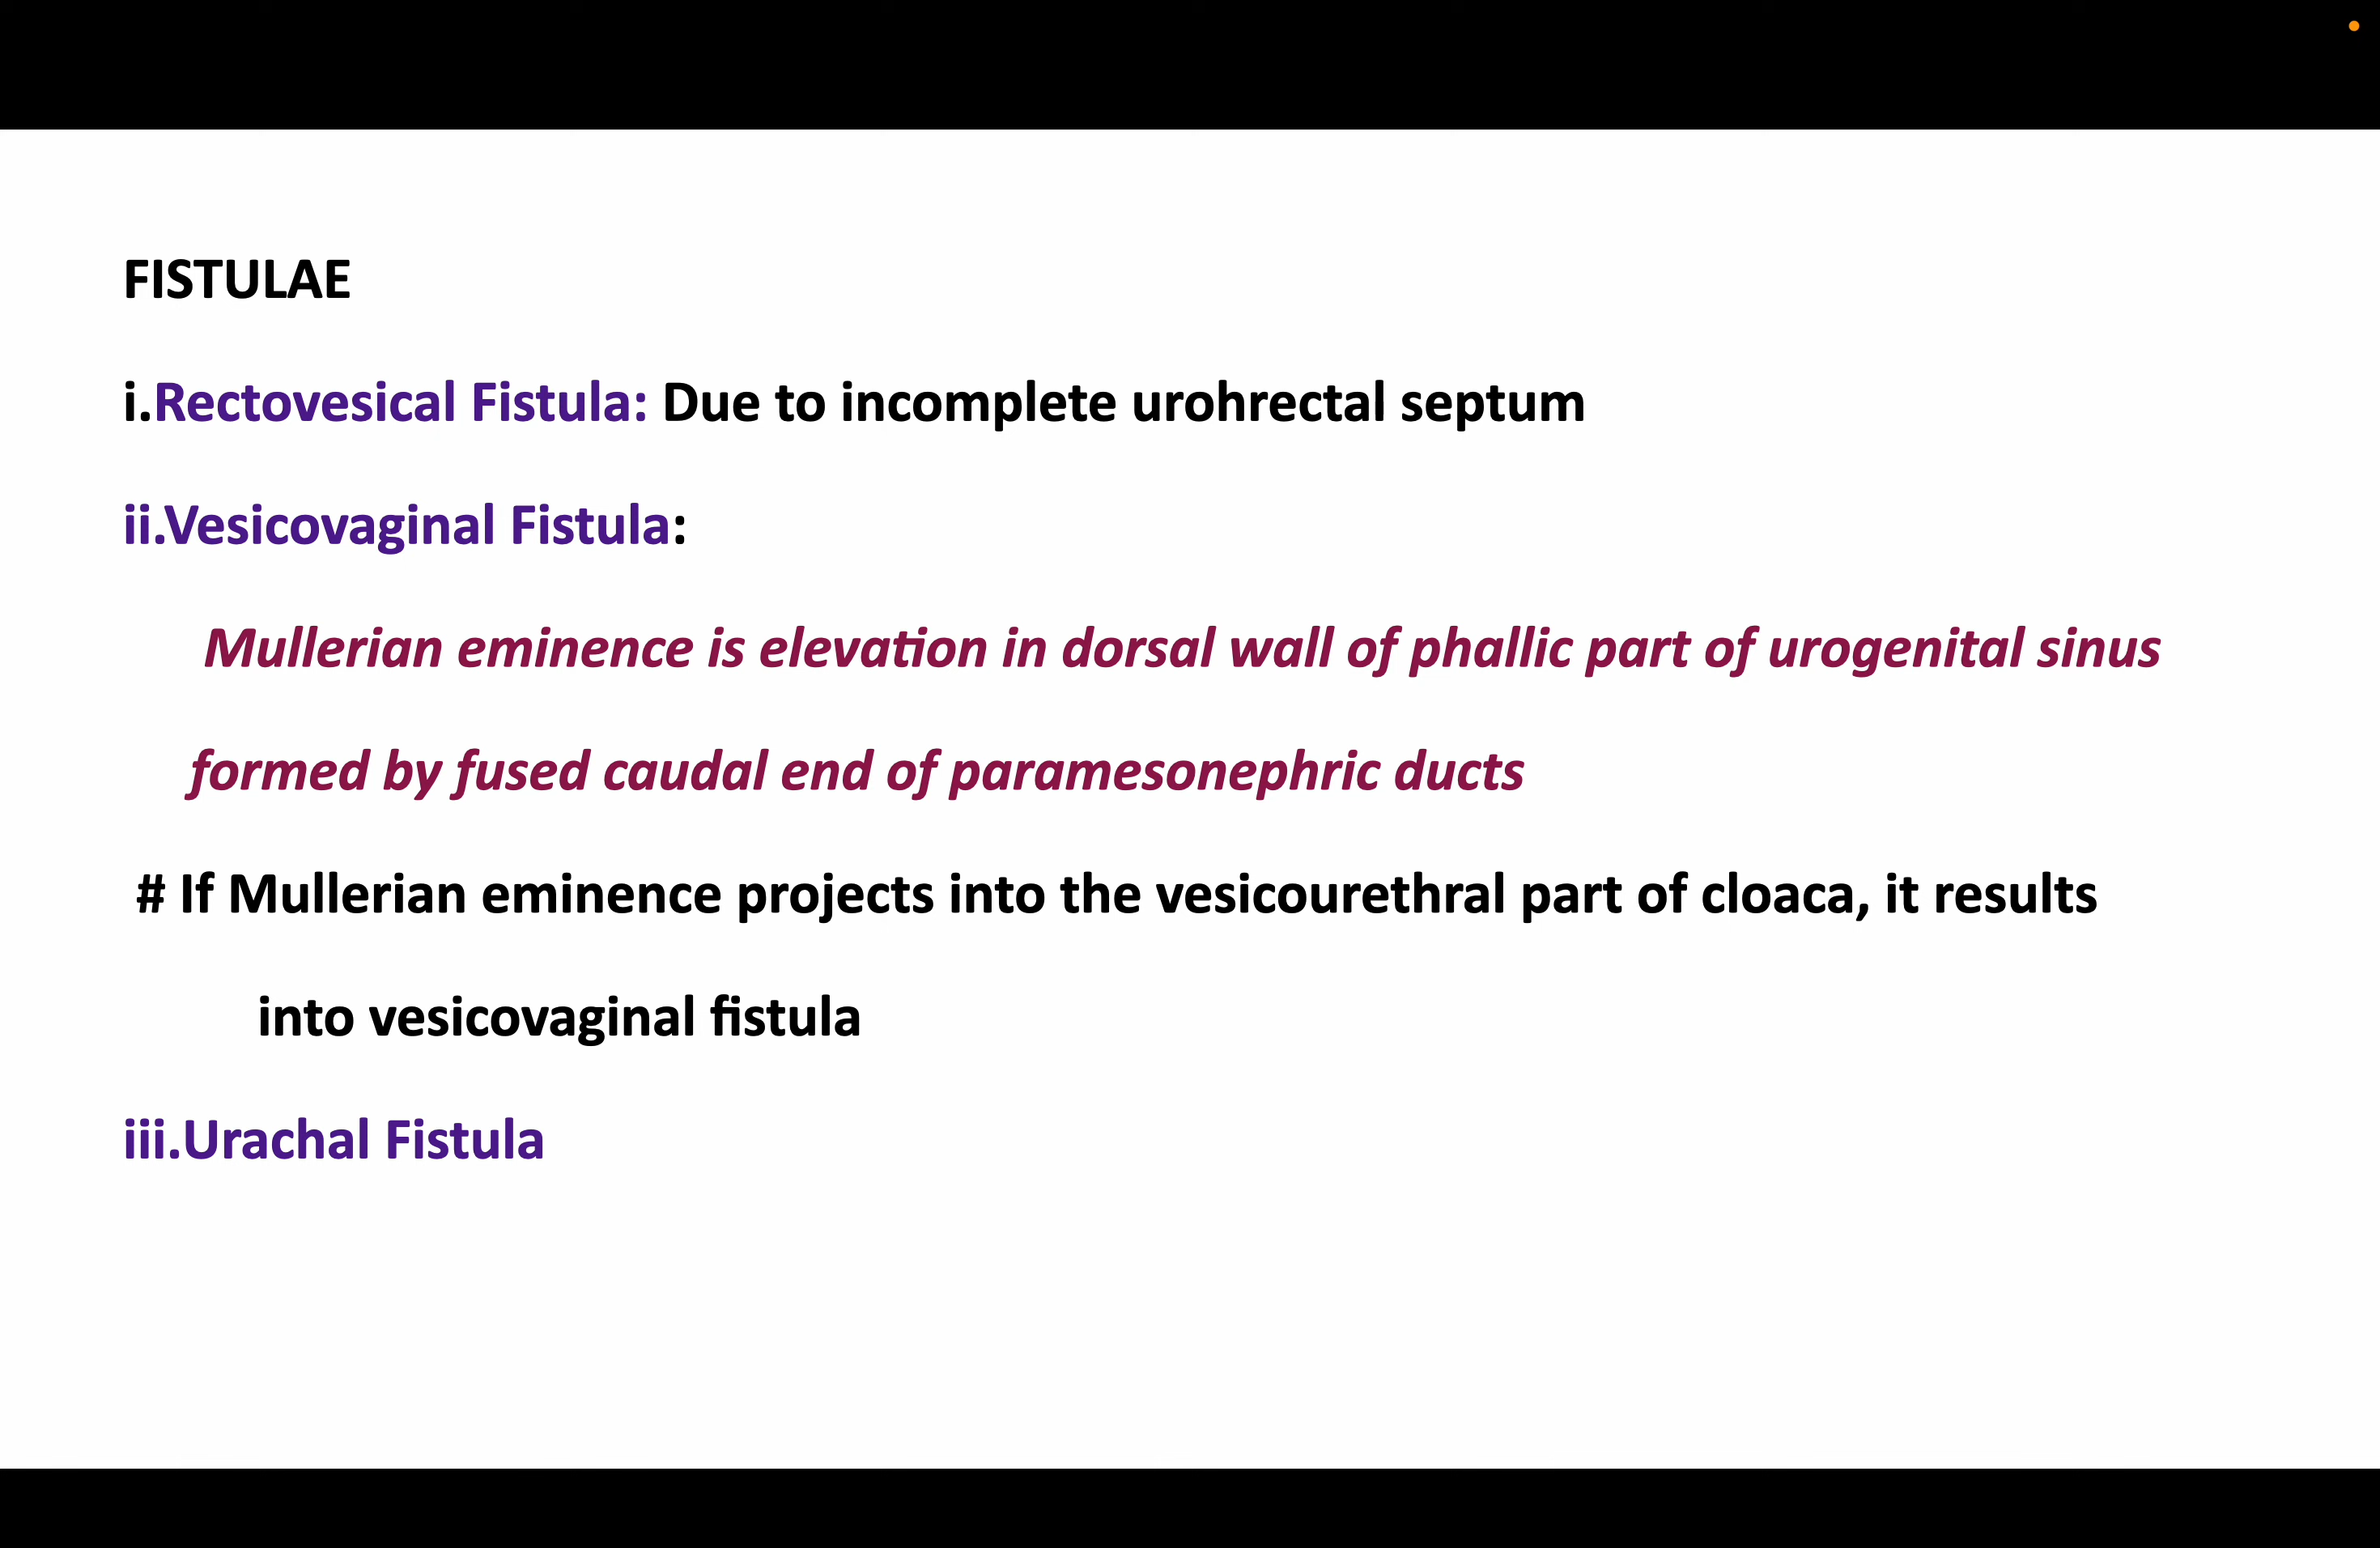 FISTULAE
i.Rectovesical Fistula: Due to incomplete urohrectal septum
ii.Vesicovaginal Fistula:
Mullerian eminence is elevation in dorsal wall of phallic part of urogenital sinus
formed by fused caudal end of paramesonephric ducts
# If Mullerian eminence projects into the vesicourethral part of cloaca, it results
into vesicovaginal fistula
iii.Urachal Fistula